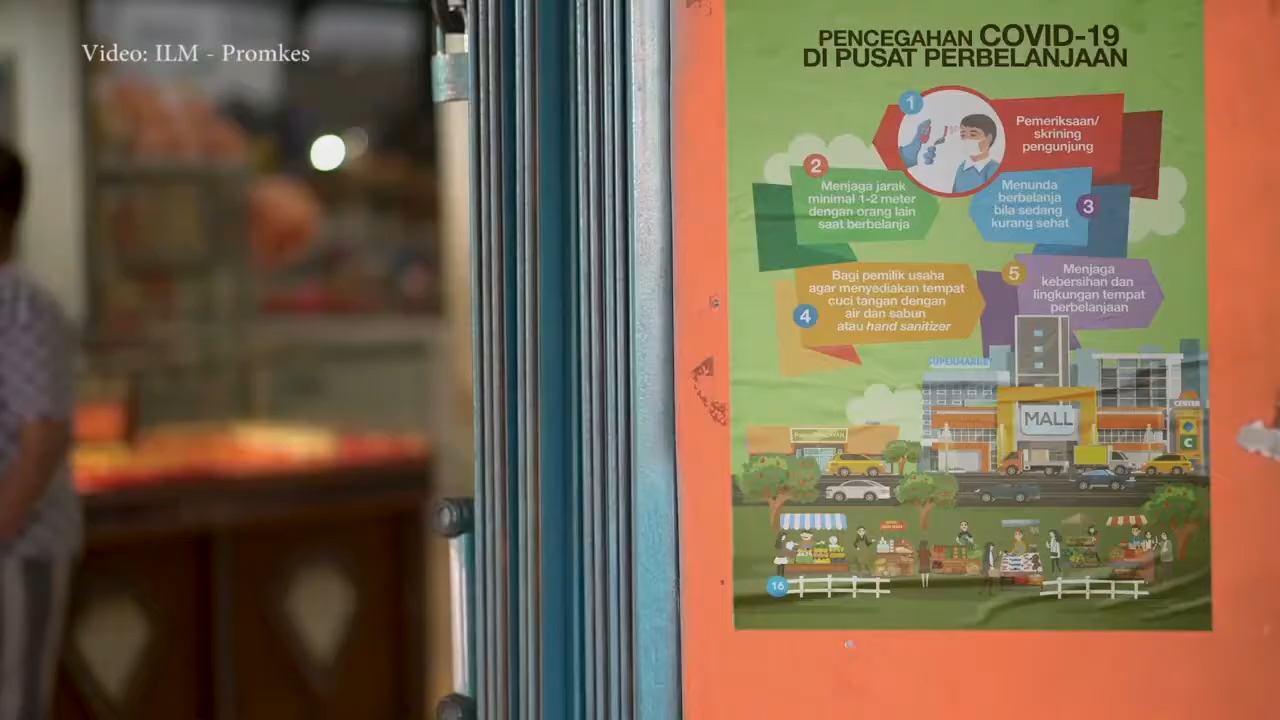 Video: ILM - Promkes
PENCEGAHAN COVID-19
DI PUSAT PERBELANJAAN
1
Pemeriksaan/
skrining
pengunjung
2
Menjaga jarak
minimal 1-2 meter
dengan orang lain
saat berbelanja
Menunda
berbelanja
bila sedang
kurang sehat
3
4
Bagi pemilik usaha
agar menyediakan tempat
cuci tangan dengan
air dan sabun
atau hand sanitizer
5
Menjaga
kebersihan dan
lingkungan tempat
perbelanjaan
SUPERMARKET
MALL
CENTER
C
16